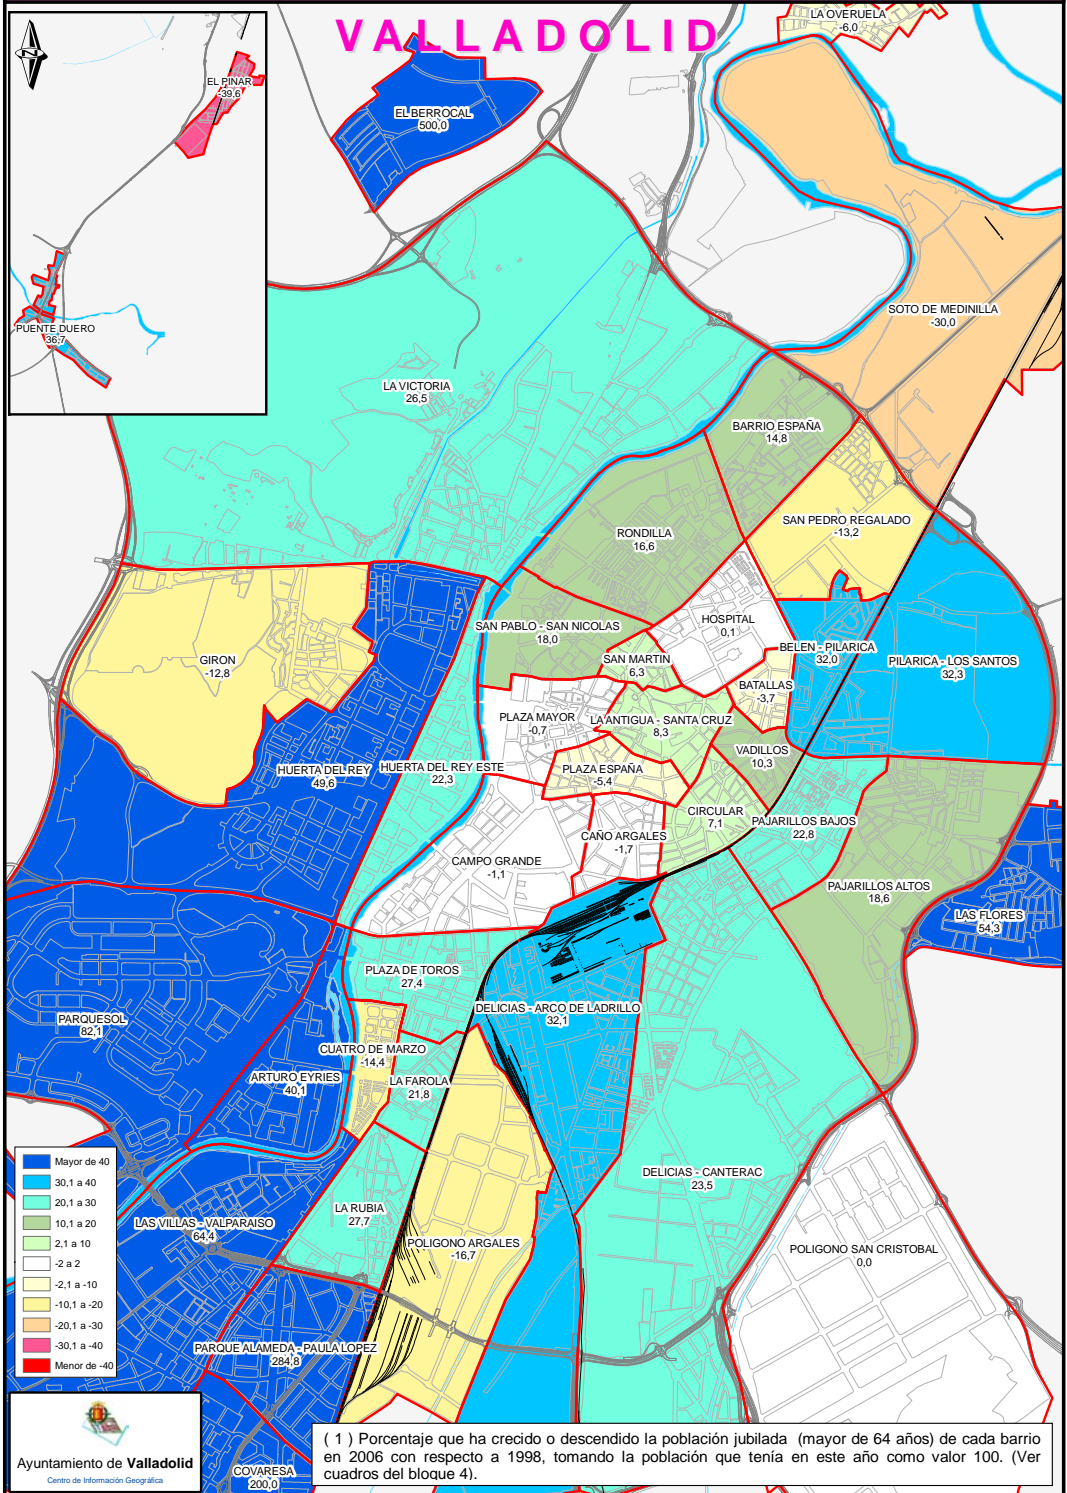 VALLADOLID
LA OVERUELA
-6,0
N
EL PINAR
-39,6
EL BERROCAL
500,0
PUENTE DUERO
36,7
SOTO DE MEDINILLA
-30,0
LA VICTORIA
26,5
BARRIO ESPAÑA
14,8
SAN PEDRO REGALADO
-13,2
RONDILLA
16,6
SAN PABLO - SAN NICOLAS
18,0
HOSPITAL
0,1
BELEN - PILARICA
32,0
PILARICA - LOS SANTOS
32,3
GIRON
-12,8
SAN MARTIN
6,3
BATALLAS
-3,7
PLAZA MAYOR
-0,7
LA ANTIGUA - SANTA CRUZ
8,3
VADILLOS
10,3
HUERTA DEL REY
49,6
HUERTA DEL REY ESTE
22,3
PLAZA ESPAÑA
-5,4
CIRCULAR
7,1
PAJARILLOS BAJOS
22,8
CAÑO ARGALES
-1,7
CAMPO GRANDE
-1,1
PAJARILLOS ALTOS
18,6
LAS FLORES
54,3
PLAZA DE TOROS
27,4
DELICIAS - ARCO DE LADRILLO
32,1
PARQUESOL
82,1
CUATRO DE MARZO
-14,4
ARTURO EYRIES
40,1
LA FAROLA
21,8
DELICIAS - CANTERAC
23,5
LA RUBIA
27,7
LAS VILLAS - VALPARAISO
64,4
POLIGONO ARGALES
-16,7
POLIGONO SAN CRISTOBAL
0,0
PARQUE ALAMEDA - PAULA LOPEZ
284,8
COVARESA
200,0
Mayor de 40
30,1 a 40
20,1 a 30
10,1 a 20
2,1 a 10
-2 a 2
-2,1 a -10
-10,1 a -20
-20,1 a -30
-30,1 a -40
Menor de -40
Ayuntamiento de Valladolid
Centro de Información Geográfica
( 1 ) Porcentaje que ha crecido o descendido la población jubilada (mayor de 64 años) de cada barrio
en 2006 con respecto a 1998, tomando la población que tenía en este año como valor 100. (Ver
cuadros del bloque 4).